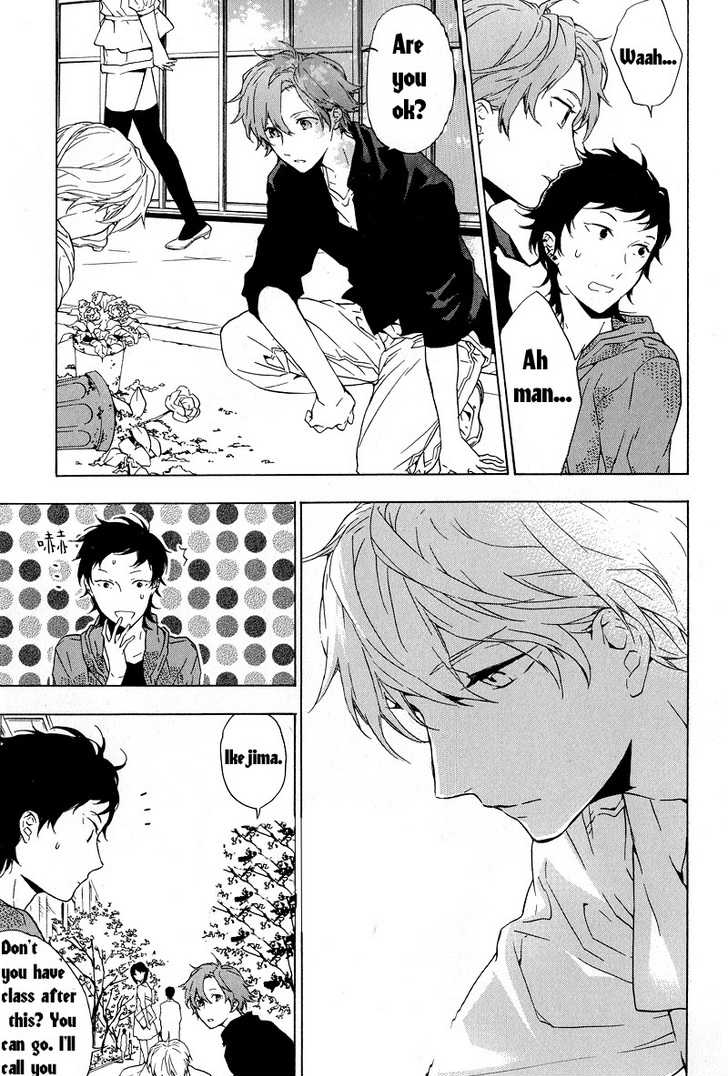 Waah...
Ah
man...
Are
you
ok?
Ike jima.
Don't
you have
class after
this? You
can go. I'll
call you